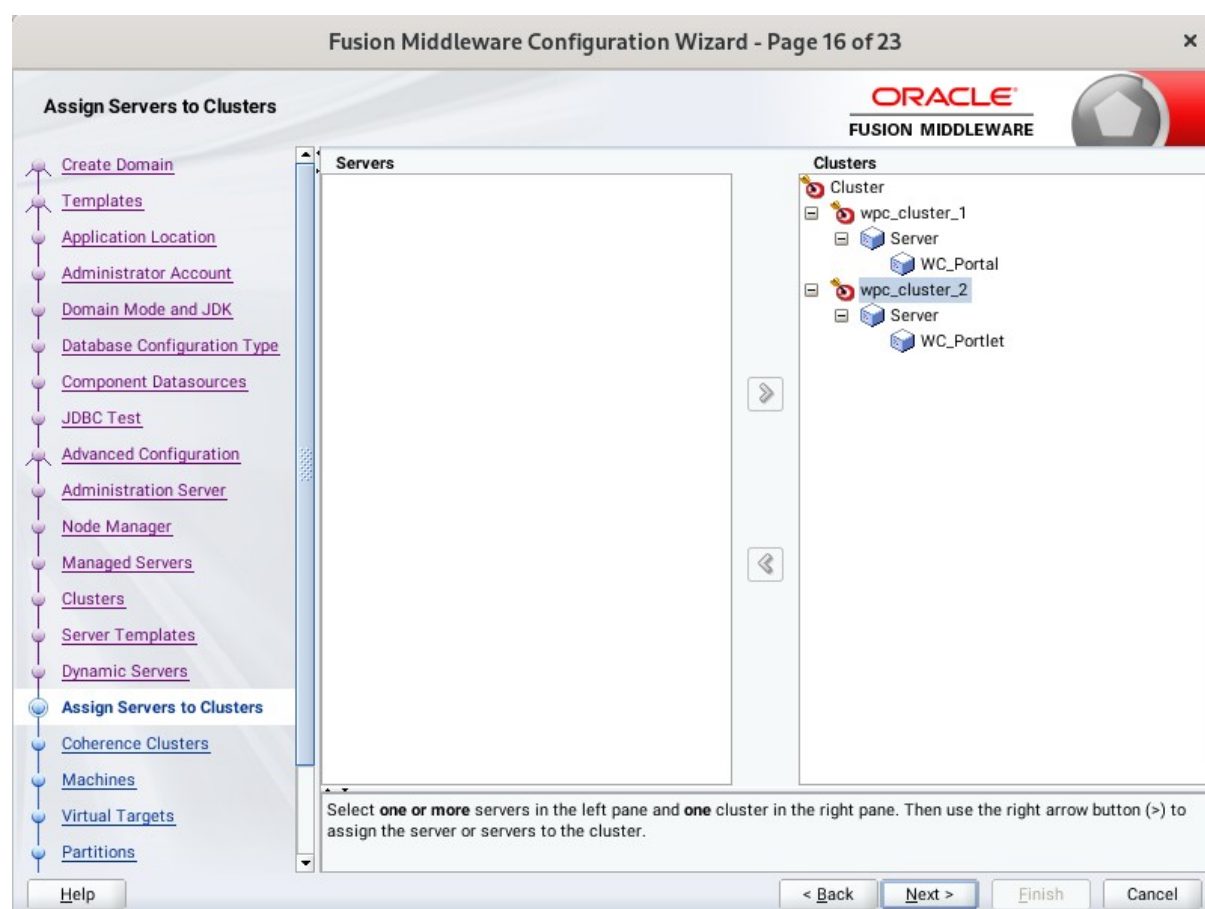 Fusion Middleware Configuration Wizard - Page 16 of 23
Assign Servers to Clusters
ORACLE
FUSION MIDDLEWARE
Create Domain
Templates
Application Location
Administrator Account
Domain Mode and JDK
Database Configuration Type
Component Datasources
JDBC Test
Advanced Configuration
Administration Server
Node Manager
Managed Servers
Clusters
Server Templates
Dynamic Servers
Assign Servers to Clusters
Coherence Clusters
Machines
Virtual Targets
Partitions
Servers
Clusters
Cluster
wpc_cluster_1
Server
WC_Portal
wpc_cluster_2
Server
WC_Portlet
Select one or more servers in the left pane and one cluster in the right pane. Then use the right arrow button (>) to
assign the server or servers to the cluster.
Help
< Back
Next >
Finish
Cancel